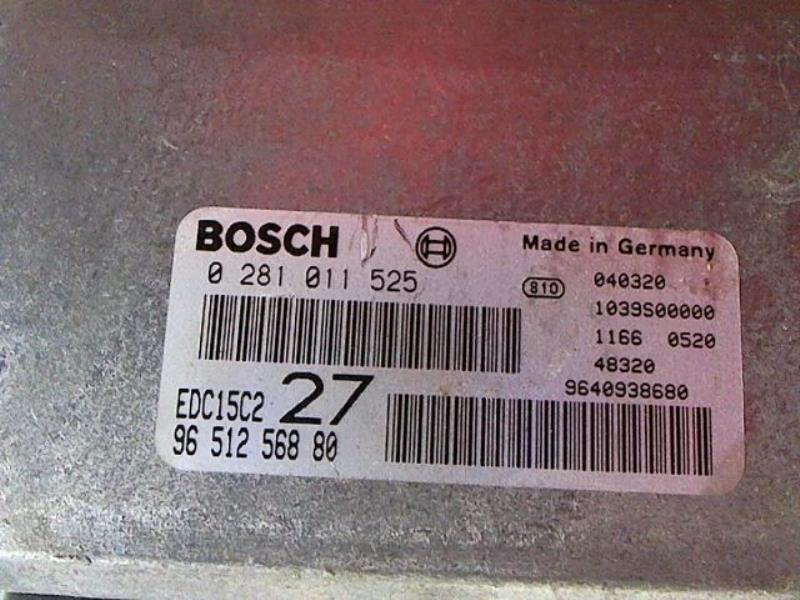 BOSCH
Made in Germany
0 281 011 525
810
040320
1039S00000
1166 0520
48320
9640938680
EDC15C2 27
96 512 568 80